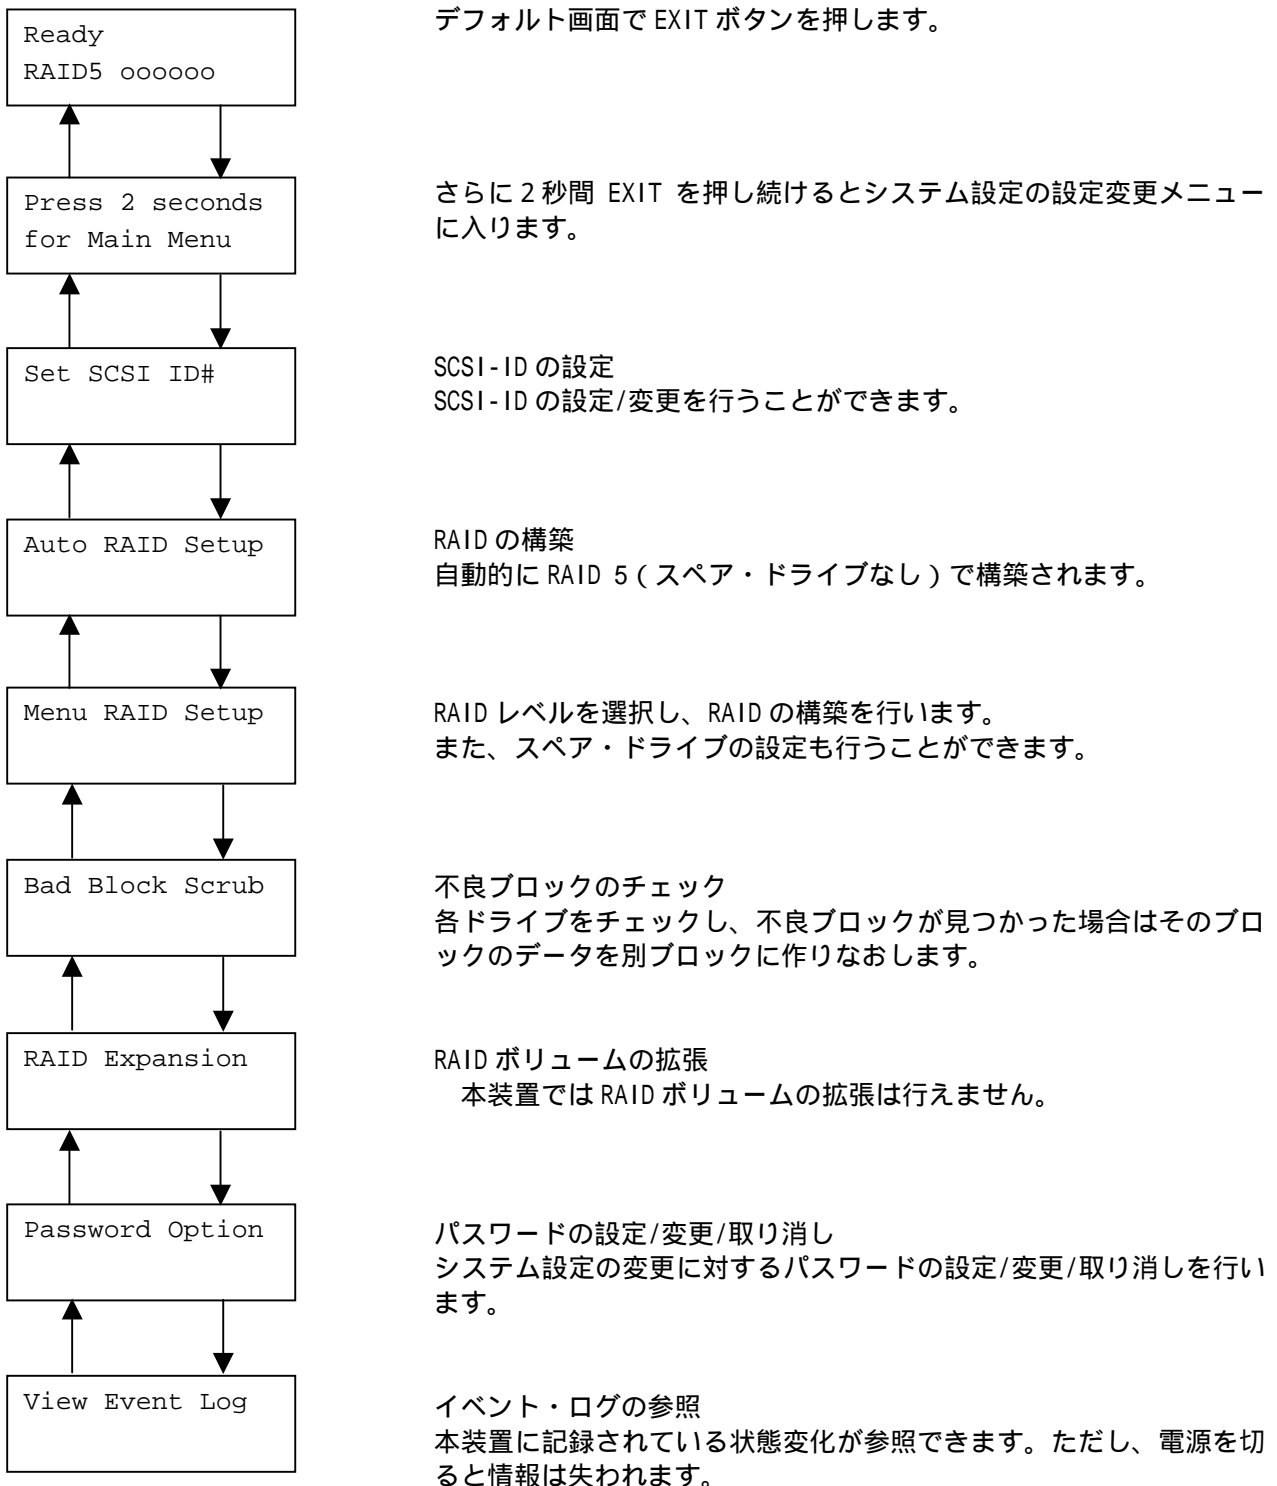 Ready
RAID5 oooooo
デフォルト画面で EXIT ボタンを押します。
Press 2 seconds
for Main Menu
さらに2秒間 EXIT を押し続けるとシステム設定の設定変更メニュー
に入ります。
Set SCSI ID#
SCSI-ID の設定
SCSI-ID の設定/変更を行うことができます。
Auto RAID Setup
RAID の構築
自動的に RAID 5(スペア・ドライブなし)で構築されます。
Menu RAID Setup
RAID レベルを選択し、RAID の構築を行います。
また、スペア・ドライブの設定も行うことができます。
Bad Block Scrub
不良ブロックのチェック
各ドライブをチェックし、不良ブロックが見つかった場合はそのブロ
ックのデータを別ブロックに作りなおします。
RAID Expansion
RAID ボリュームの拡張
本装置では RAID ボリュームの拡張は行えません。
Password Option
パスワードの設定/変更/取り消し
システム設定の変更に対するパスワードの設定/変更/取り消しを行い
ます。
View Event Log
イベント・ログの参照
本装置に記録されている状態変化が参照できます。ただし、電源を切
ると情報は失われます。